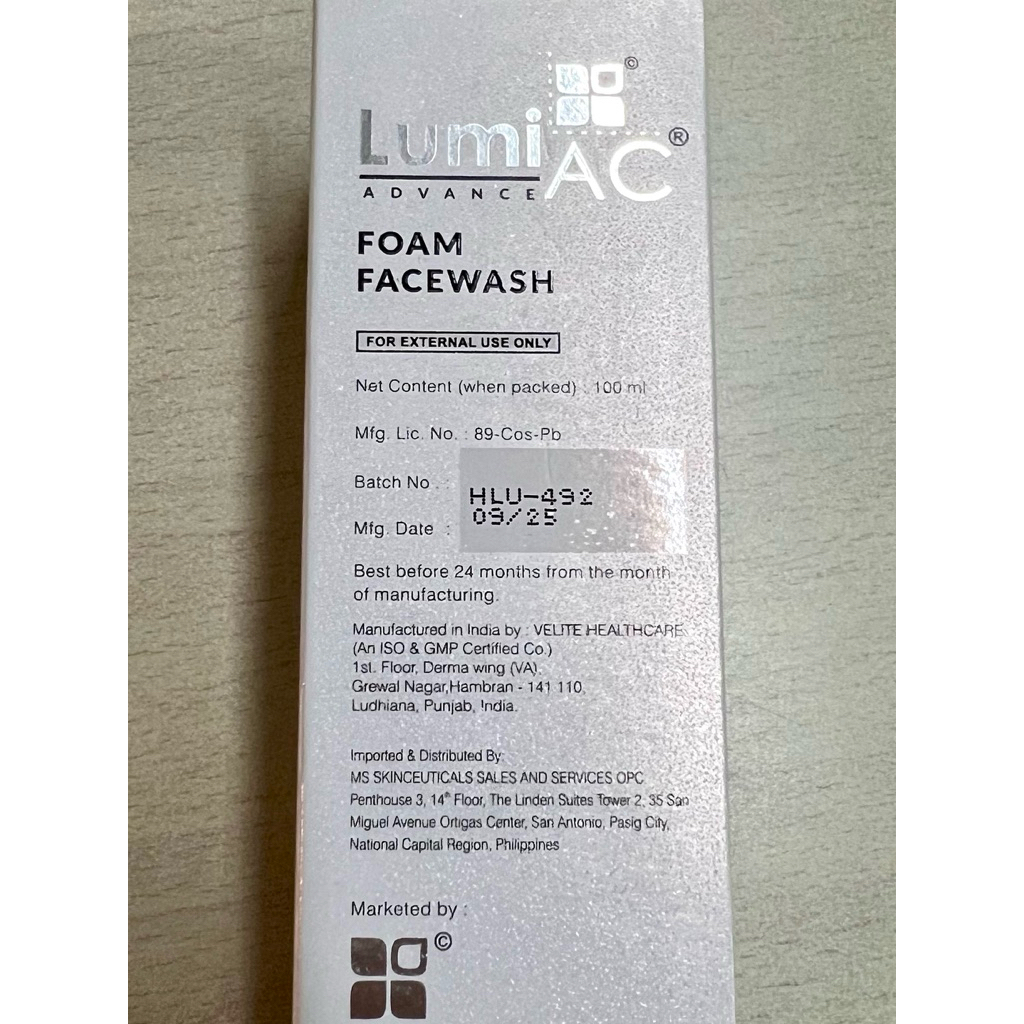 ©
Lumi AC®
ADVANCE
FOAM
FACEWASH
FOR EXTERNAL USE ONLY
Net Content (when packed) : 100 ml
Mfg. Lic. No. : 89-Cos-Pb
Batch No. : HLU-492
Mfg. Date : 09/25
Best before 24 months from the month
of manufacturing.
Manufactured in India by : VELITE HEALTHCARE
(An ISO & GMP Certified Co.)
1st. Floor, Derma wing (VA).
Grewal Nagar,Hambran - 141 110,
Ludhiana, Punjab, India.
Imported & Distributed By:
MS SKINCEUTICALS SALES AND SERVICES OPC
Penthouse 3, 14th Floor, The Linden Suites Tower 2, 35 San
Miguel Avenue Ortigas Center, San Antonio, Pasig City,
National Capital Region, Philippines
Marketed by :
©